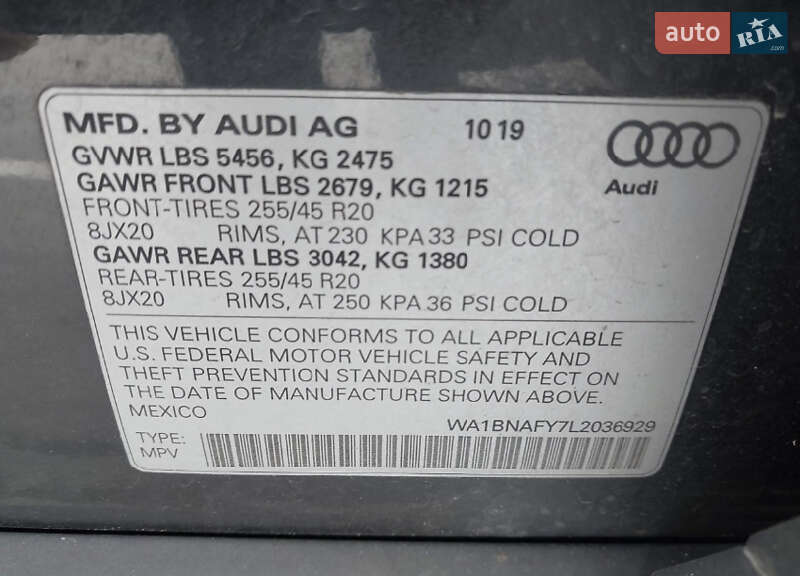 auto RIA.com
MFD. BY AUDI AG 10 19
GVWR LBS 5456, KG 2475
GAWR FRONT LBS 2679, KG 1215
Audi
FRONT-TIRES 255/45 R20
8JX20 RIMS, AT 230 KPA 33 PSI COLD
GAWR REAR LBS 3042, KG 1380
REAR-TIRES 255/45 R20
8JX20 RIMS, AT 250 KPA 36 PSI COLD
THIS VEHICLE CONFORMS TO ALL APPLICABLE
U.S. FEDERAL MOTOR VEHICLE SAFETY AND
THEFT PREVENTION STANDARDS IN EFFECT ON
THE DATE OF MANUFACTURE SHOWN ABOVE.
MEXICO
WA1BNAFY7L2036929
TYPE:
MPV